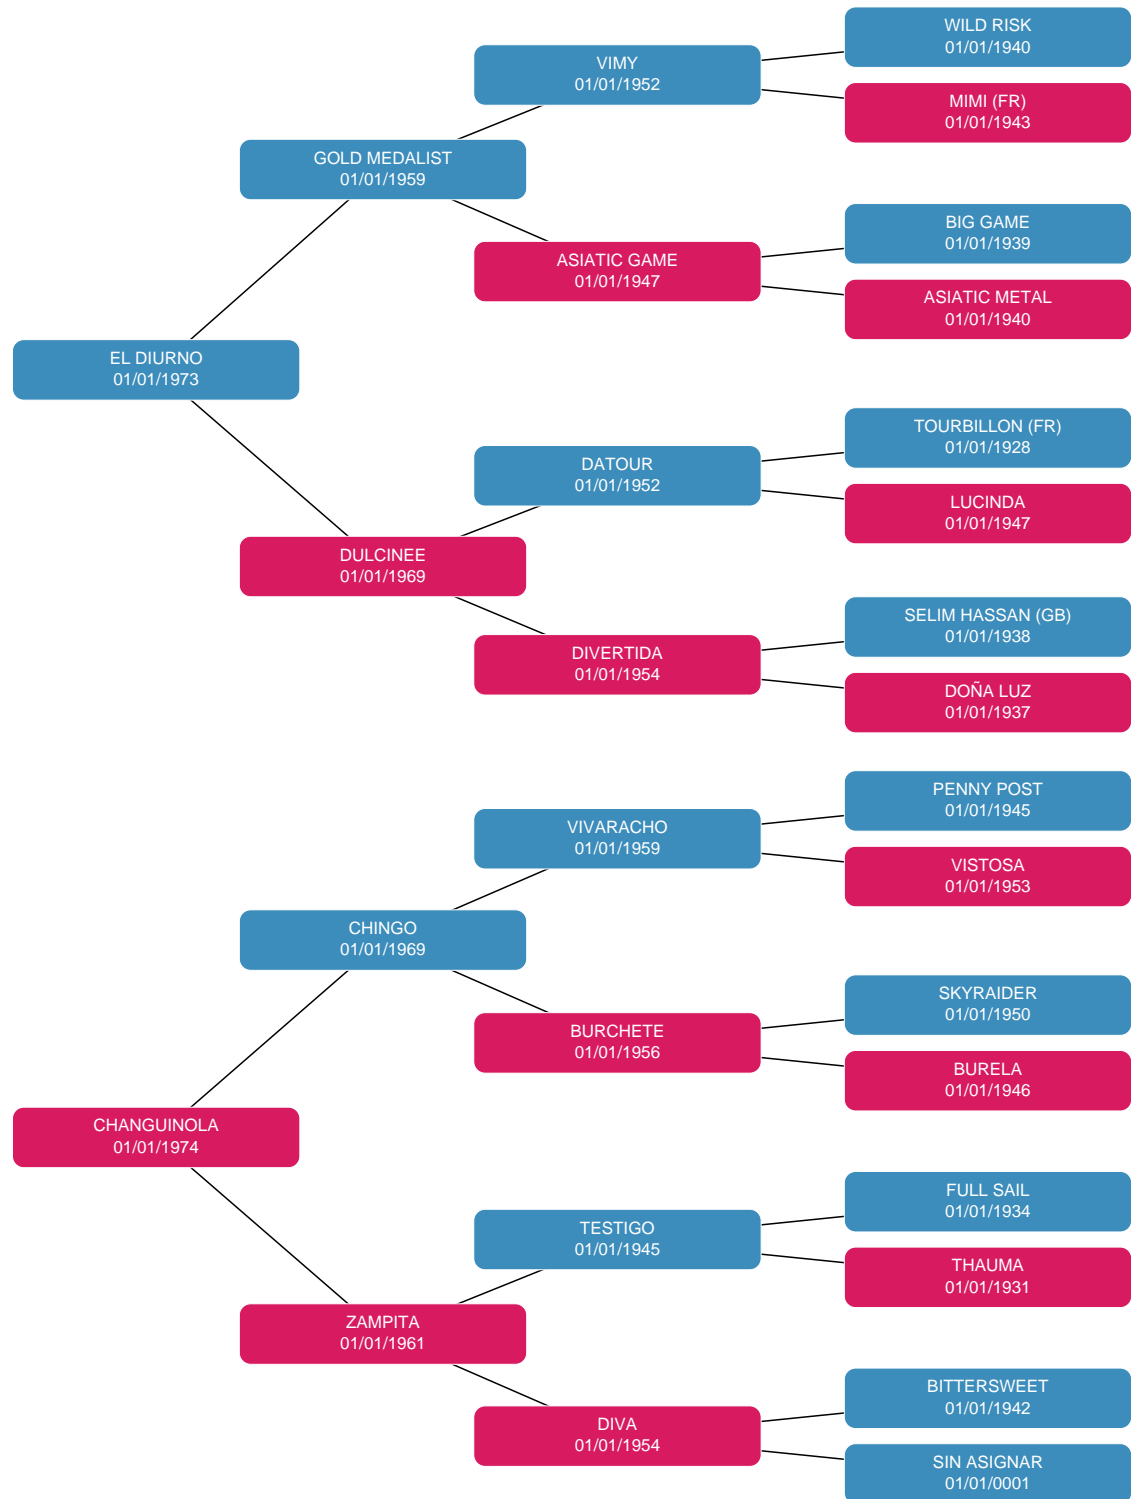 WILD RISK
01/01/1940
VIMY
01/01/1952
MIMI (FR)
01/01/1943
GOLD MEDALIST
01/01/1959
BIG GAME
01/01/1939
ASIATIC GAME
01/01/1947
ASIATIC METAL
01/01/1940
EL DIURNO
01/01/1973
TOURBILLON (FR)
01/01/1928
DATOUR
01/01/1952
LUCINDA
01/01/1947
DULCINEE
01/01/1969
SELIM HASSAN (GB)
01/01/1938
DIVERTIDA
01/01/1954
DOÑA LUZ
01/01/1937
PENNY POST
01/01/1945
VIVARACHO
01/01/1959
VISTOSA
01/01/1953
CHINGO
01/01/1969
SKYRAIDER
01/01/1950
BURCHETE
01/01/1956
BURELA
01/01/1946
CHANGUINOLA
01/01/1974
FULL SAIL
01/01/1934
TESTIGO
01/01/1945
THAUMA
01/01/1931
ZAMPITA
01/01/1961
BITTERSWEET
01/01/1942
DIVA
01/01/1954
SIN ASIGNAR
01/01/0001